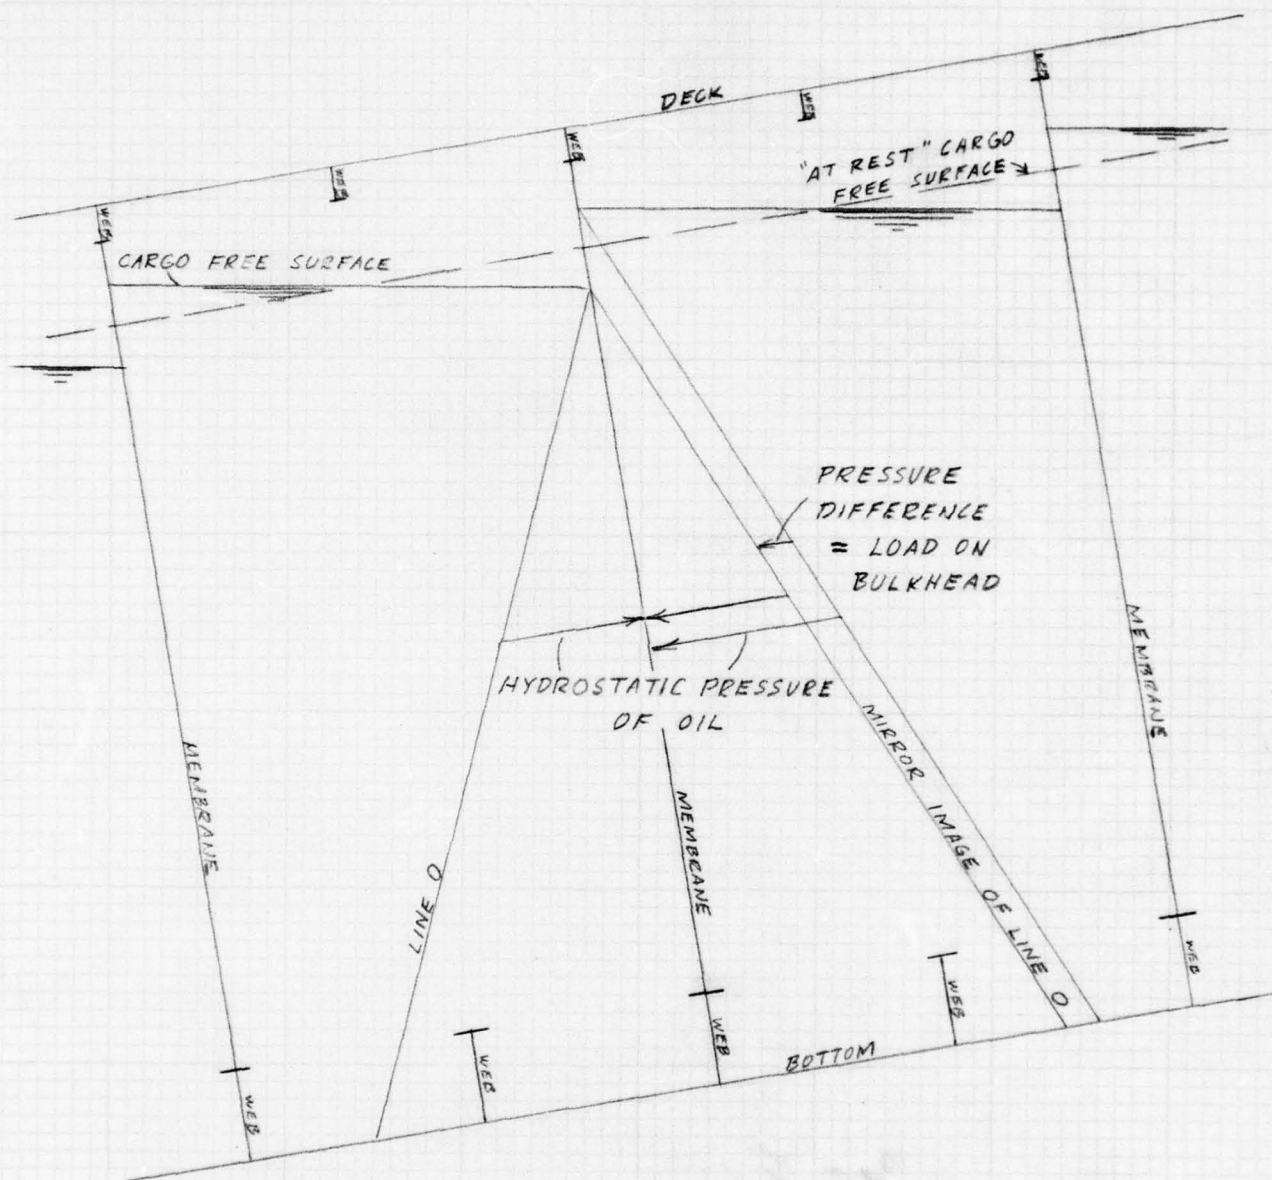 DECK
WEB
WEB
WEB
WEB
WEB
"AT REST" CARGO
FREE SURFACE
CARGO FREE SURFACE
PRESSURE
DIFFERENCE
= LOAD ON
BULKHEAD
HYDROSTATIC PRESSURE
OF OIL
MEMBRANE
MEMBRANE
MEMBRANE
MIRROR IMAGE OF LINE O
LINE O
WEB
WEB
WEB
WEB
WEB
BOTTOM